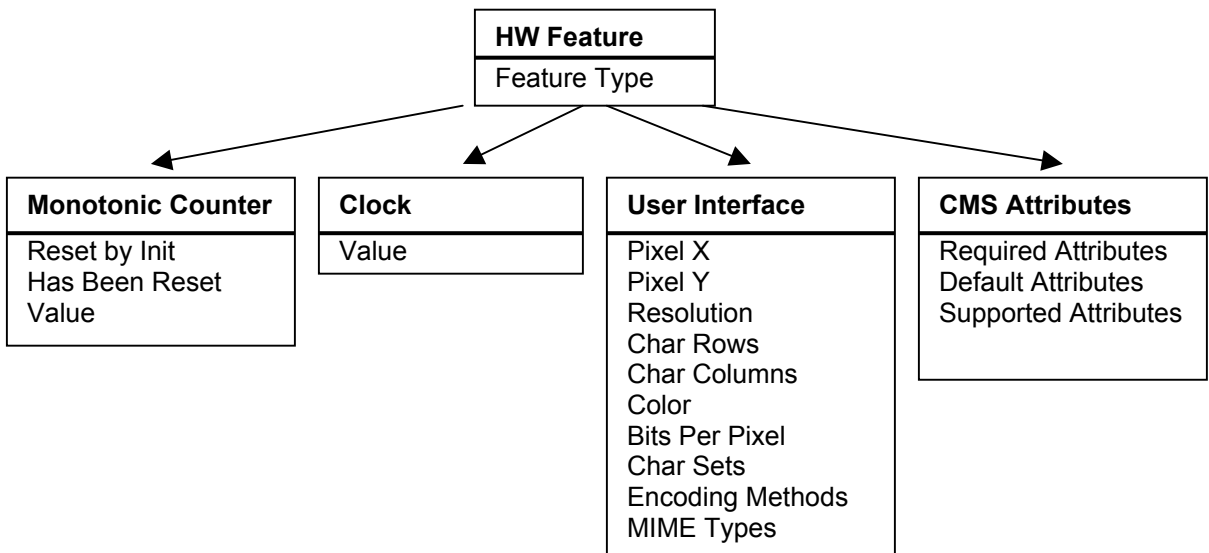 HW Feature
Feature Type
Monotonic Counter
Reset by Init
Has Been Reset
Value
Clock
Value
User Interface
Pixel X
Pixel Y
Resolution
Char Rows
Char Columns
Color
Bits Per Pixel
Char Sets
Encoding Methods
MIME Types
CMS Attributes
Required Attributes
Default Attributes
Supported Attributes